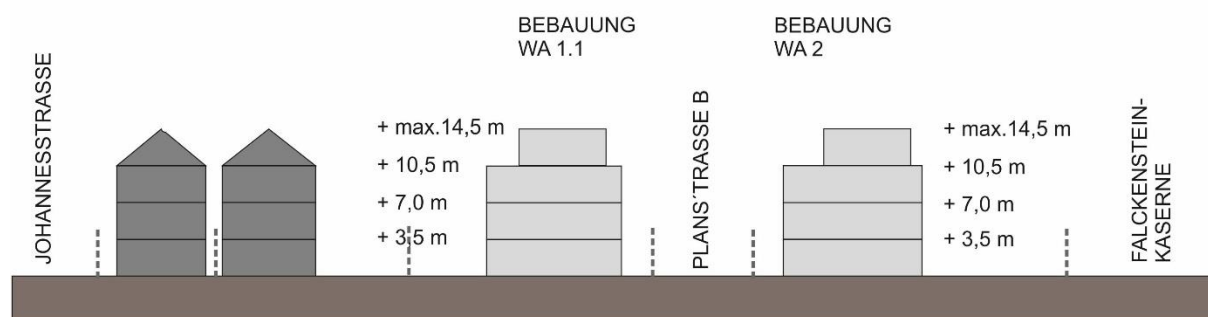 JOHANNESSTRASSE
+ max.14,5 m
+ 10,5 m
+ 7,0 m
+ 3,5 m
BEBAUUNG
WA 1.1
PLANS´TRASSE B
BEBAUUNG
WA 2
+ max.14,5 m
+ 10,5 m
+ 7,0 m
+ 3,5 m
FALCKENSTEIN-
KASERNE